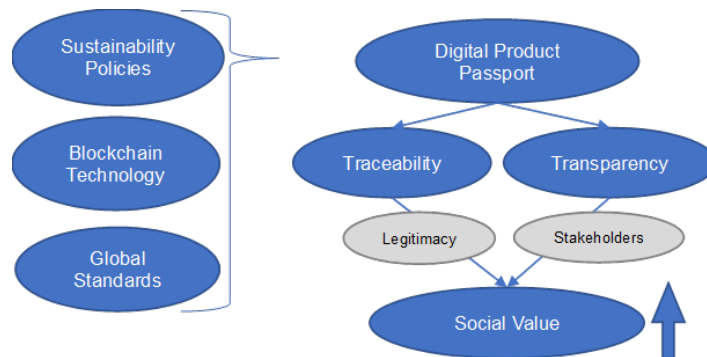 Sustainability
Policies
Blockchain
Technology
Global
Standards
Digital Product
Passport
Traceability
Transparency
Legitimacy
Stakeholders
Social Value